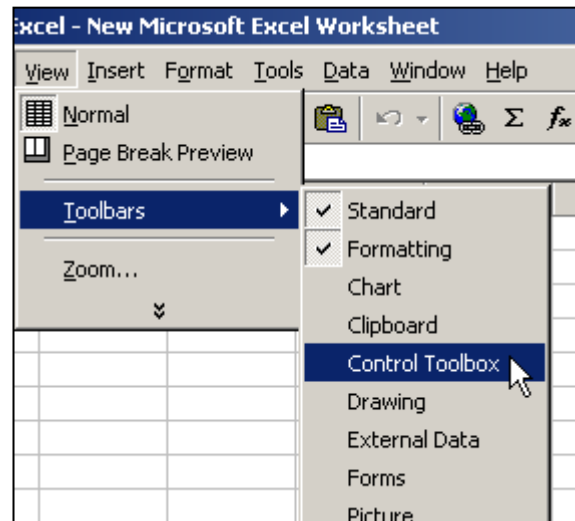 Excel - New Microsoft Excel Worksheet
View Insert Format Tools Data Window Help
Normal
Page Break Preview
Toolbars
Zoom...
Σ fx
Standard
Formatting
Chart
Clipboard
Control Toolbox
Drawing
External Data
Forms
Picture